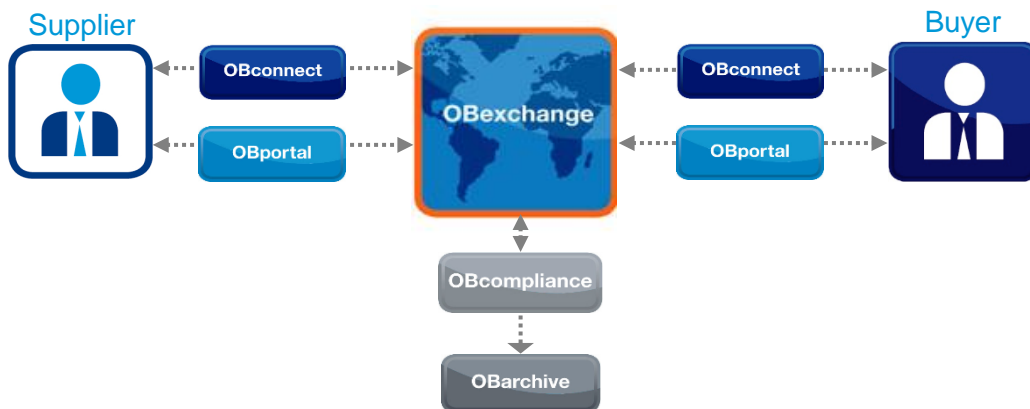 Supplier
Buyer
OBconnect
OBconnect
OBexchange
OBportal
OBportal
OBcompliance
OBarchive